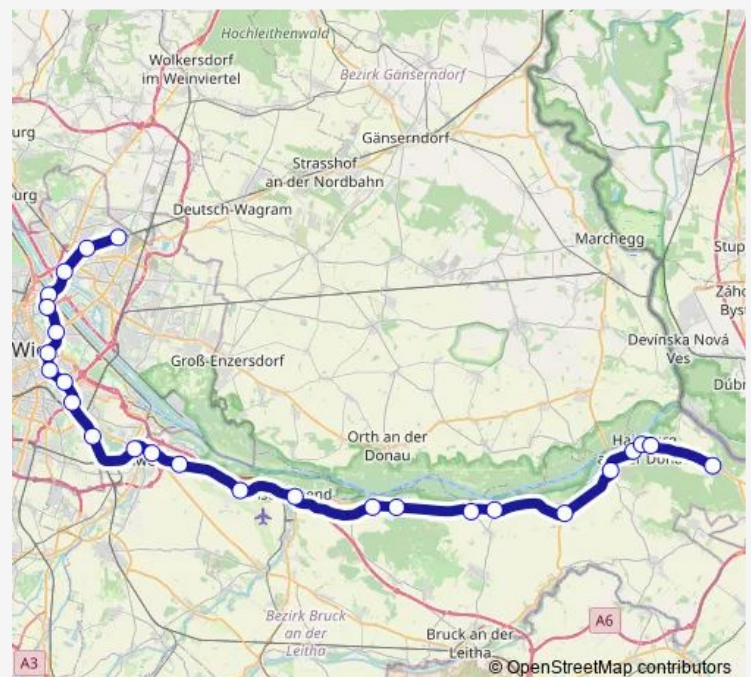 Hochleithenwald
Wolkersdorf
im Weinviertel
Bezirk Gänserndorf
urg
Gänserndorf
Strasshof
an der Nordbahn
burg
Deutsch-Wagram
Marchegg
Stup
Záho
Byst
Devínska Nová
Ves
Groß-Enzersdorf
Dúbr
Orth an der
Donau
Bezirk Bruck
an der
Leitha
Bruck an der
Leitha
A6
A3
© OpenStreetMap contributors